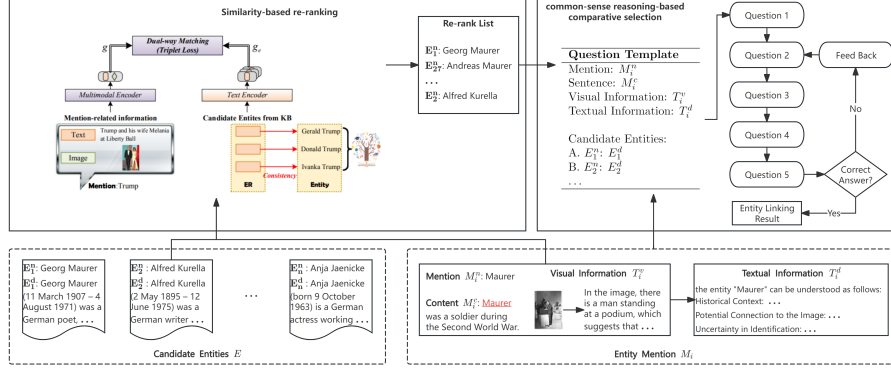 Similarity-based re-ranking
Dual-way Matching
(Triplet Loss)
g
g_e
Multimodal Encoder
Text Encoder
Mention-related information
Text
Trump and his wife Melania
at Liberty Ball
Image
Mention:Trump
Candidate Entites from KB
Gerald Trump
Donald Trump
Ivanka Trump
Consistency
ER
Entity
Re-rank List
E_1^n: Georg Maurer
E_27^n: Andreas Maurer
...
E_2^n: Alfred Kurella
common-sense reasoning-based
comparative selection
Question Template
Mention: M_i^n
Sentence: M_i^c
Visual Information: T_i^v
Textual Information: T_i^d
Candidate Entities:
A. E_1^n: E_1^d
B. E_2^n: E_2^d
...
Question 1
Question 2
Feed Back
Question 3
No
Question 4
Question 5
Correct
Answer?
Yes
Entity Linking
Result
E_1^n: Georg Maurer
E_1^d: Georg Maurer
(11 March 1907 – 4
August 1971) was a
German poet, ...
E_2^n: Alfred Kurella
E_2^d: Alfred Kurella
(2 May 1895 – 12
June 1975) was a
German writer ...
...
E_n^n: Anja Jaenicke
E_n^d: Anja Jaenicke
(born 9 October
1963) is a German
actress working ...
Candidate Entities E
Mention M_i^n: Maurer
Content M_i^c: Maurer
was a soldier during
the Second World War.
Visual Information T_i^v
In the image, there
is a man standing
at a podium, which
suggests that ...
Textual Information T_i^d
the entity "Maurer" can be understood as follows:
Historical Context: ...
Potential Connection to the Image: ...
Uncertainty in Identification: ...
Entity Mention M_i